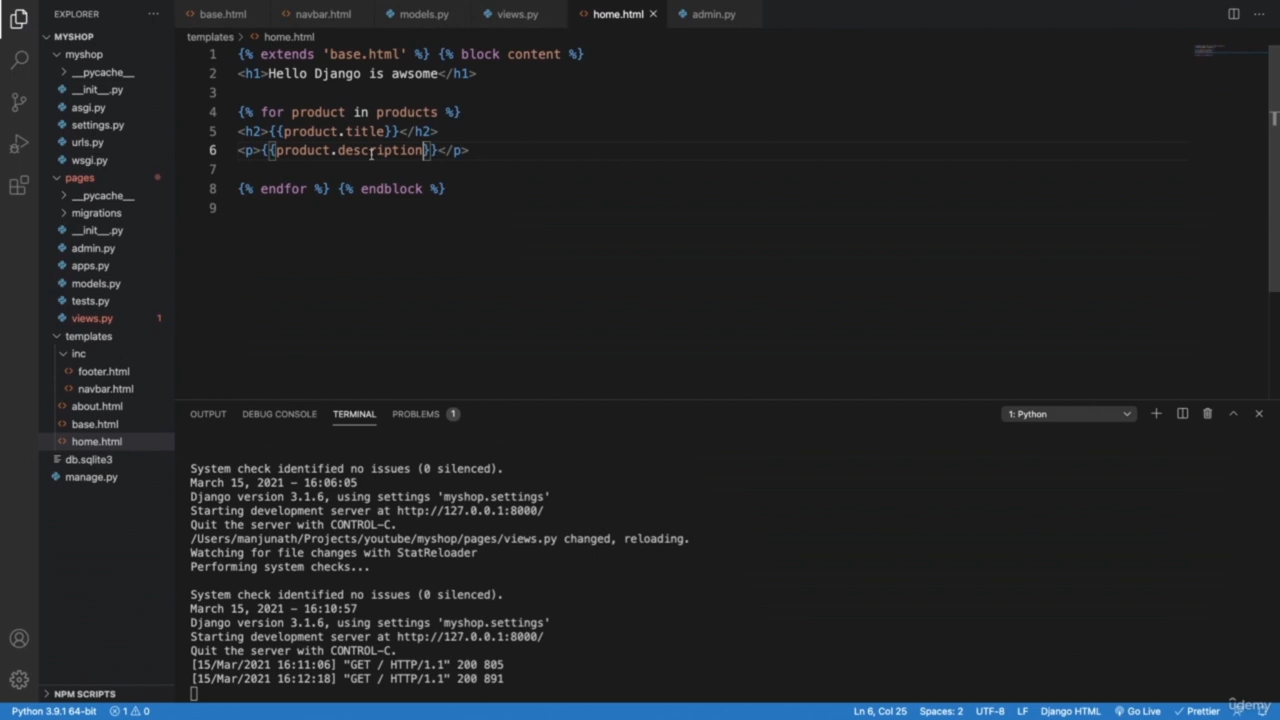 EXPLORER
base.html
navbar.html
models.py
views.py
home.html
admin.py
MYSHOP
templates > home.html
myshop
__pycache__
__init__.py
asgi.py
settings.py
urls.py
wsgi.py
pages
__pycache__
migrations
__init__.py
admin.py
apps.py
models.py
tests.py
views.py 1
templates
inc
footer.html
navbar.html
about.html
base.html
home.html
db.sqlite3
manage.py
NPM SCRIPTS
1 {% extends 'base.html' %} {% block content %}
2 <h1>Hello Django is awsome</h1>
3
4 {% for product in products %}
5 <h2>{{product.title}}</h2>
6 <p>{{product.description}}</p>
7
8 {% endfor %} {% endblock %}
9
OUTPUT DEBUG CONSOLE TERMINAL PROBLEMS 1
1: Python
System check identified no issues (0 silenced).
March 15, 2021 - 16:06:05
Django version 3.1.6, using settings 'myshop.settings'
Starting development server at http://127.0.0.1:8000/
Quit the server with CONTROL-C.
/Users/manjunath/Projects/youtube/myshop/pages/views.py changed, reloading.
Watching for file changes with StatReloader
Performing system checks...
System check identified no issues (0 silenced).
March 15, 2021 - 16:10:57
Django version 3.1.6, using settings 'myshop.settings'
Starting development server at http://127.0.0.1:8000/
Quit the server with CONTROL-C.
[15/Mar/2021 16:11:06] "GET / HTTP/1.1" 200 805
[15/Mar/2021 16:12:18] "GET / HTTP/1.1" 200 891
Python 3.9.1 64-bit 1 0 Ln 6, Col 25 Spaces: 2 UTF-8 LF Django HTML Go Live Prettier
udemy